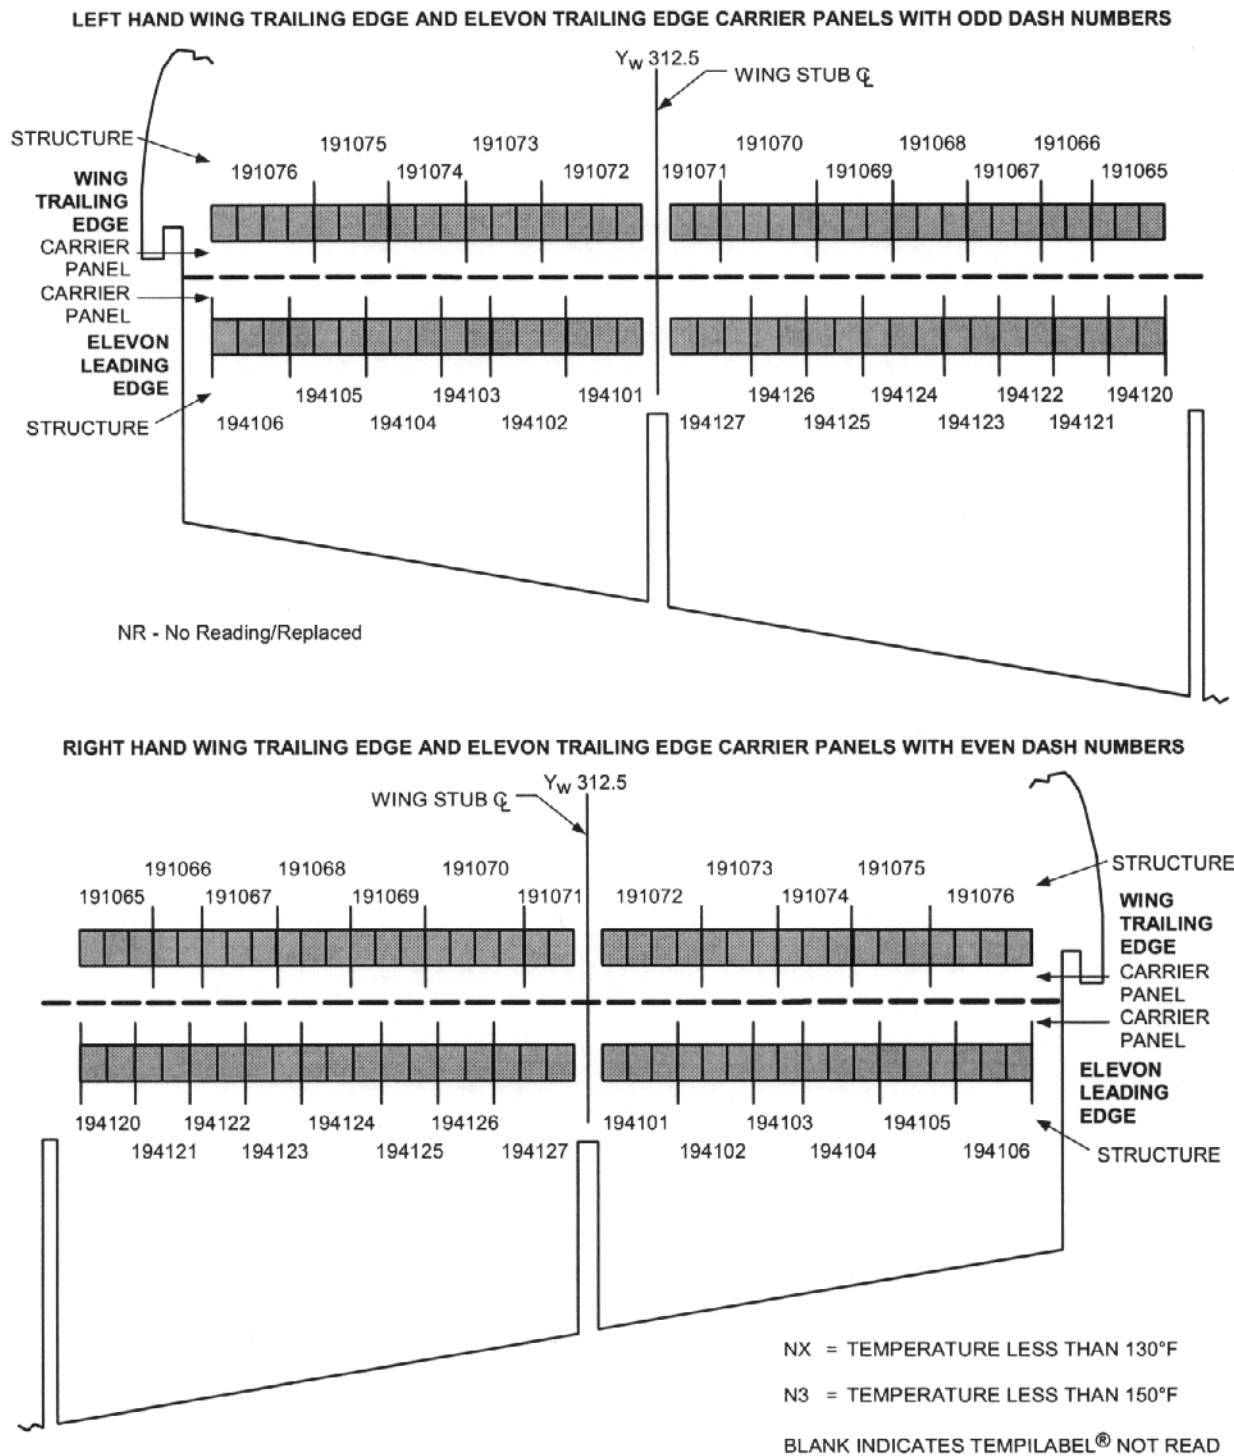 LEFT HAND WING TRAILING EDGE AND ELEVON TRAILING EDGE CARRIER PANELS WITH ODD DASH NUMBERS
YW 312.5
WING STUB ℄
STRUCTURE
191075 191073 191070 191068 191066
191076 191074 191072 191071 191069 191067 191065
WING
TRAILING
EDGE
CARRIER
PANEL
CARRIER
PANEL
ELEVON
LEADING
EDGE
STRUCTURE
194105 194103 194101 194126 194124 194122 194120
194106 194104 194102 194127 194125 194123 194121
NR - No Reading/Replaced
RIGHT HAND WING TRAILING EDGE AND ELEVON TRAILING EDGE CARRIER PANELS WITH EVEN DASH NUMBERS
YW 312.5
WING STUB ℄
191066 191068 191070 191073 191075
191065 191067 191069 191071 191072 191074 191076
STRUCTURE
WING
TRAILING
EDGE
CARRIER
PANEL
CARRIER
PANEL
ELEVON
LEADING
EDGE
STRUCTURE
194120 194122 194124 194126 194101 194103 194105
194121 194123 194125 194127 194102 194104 194106
NX = TEMPERATURE LESS THAN 130°F
N3 = TEMPERATURE LESS THAN 150°F
BLANK INDICATES TEMPILABEL® NOT READ